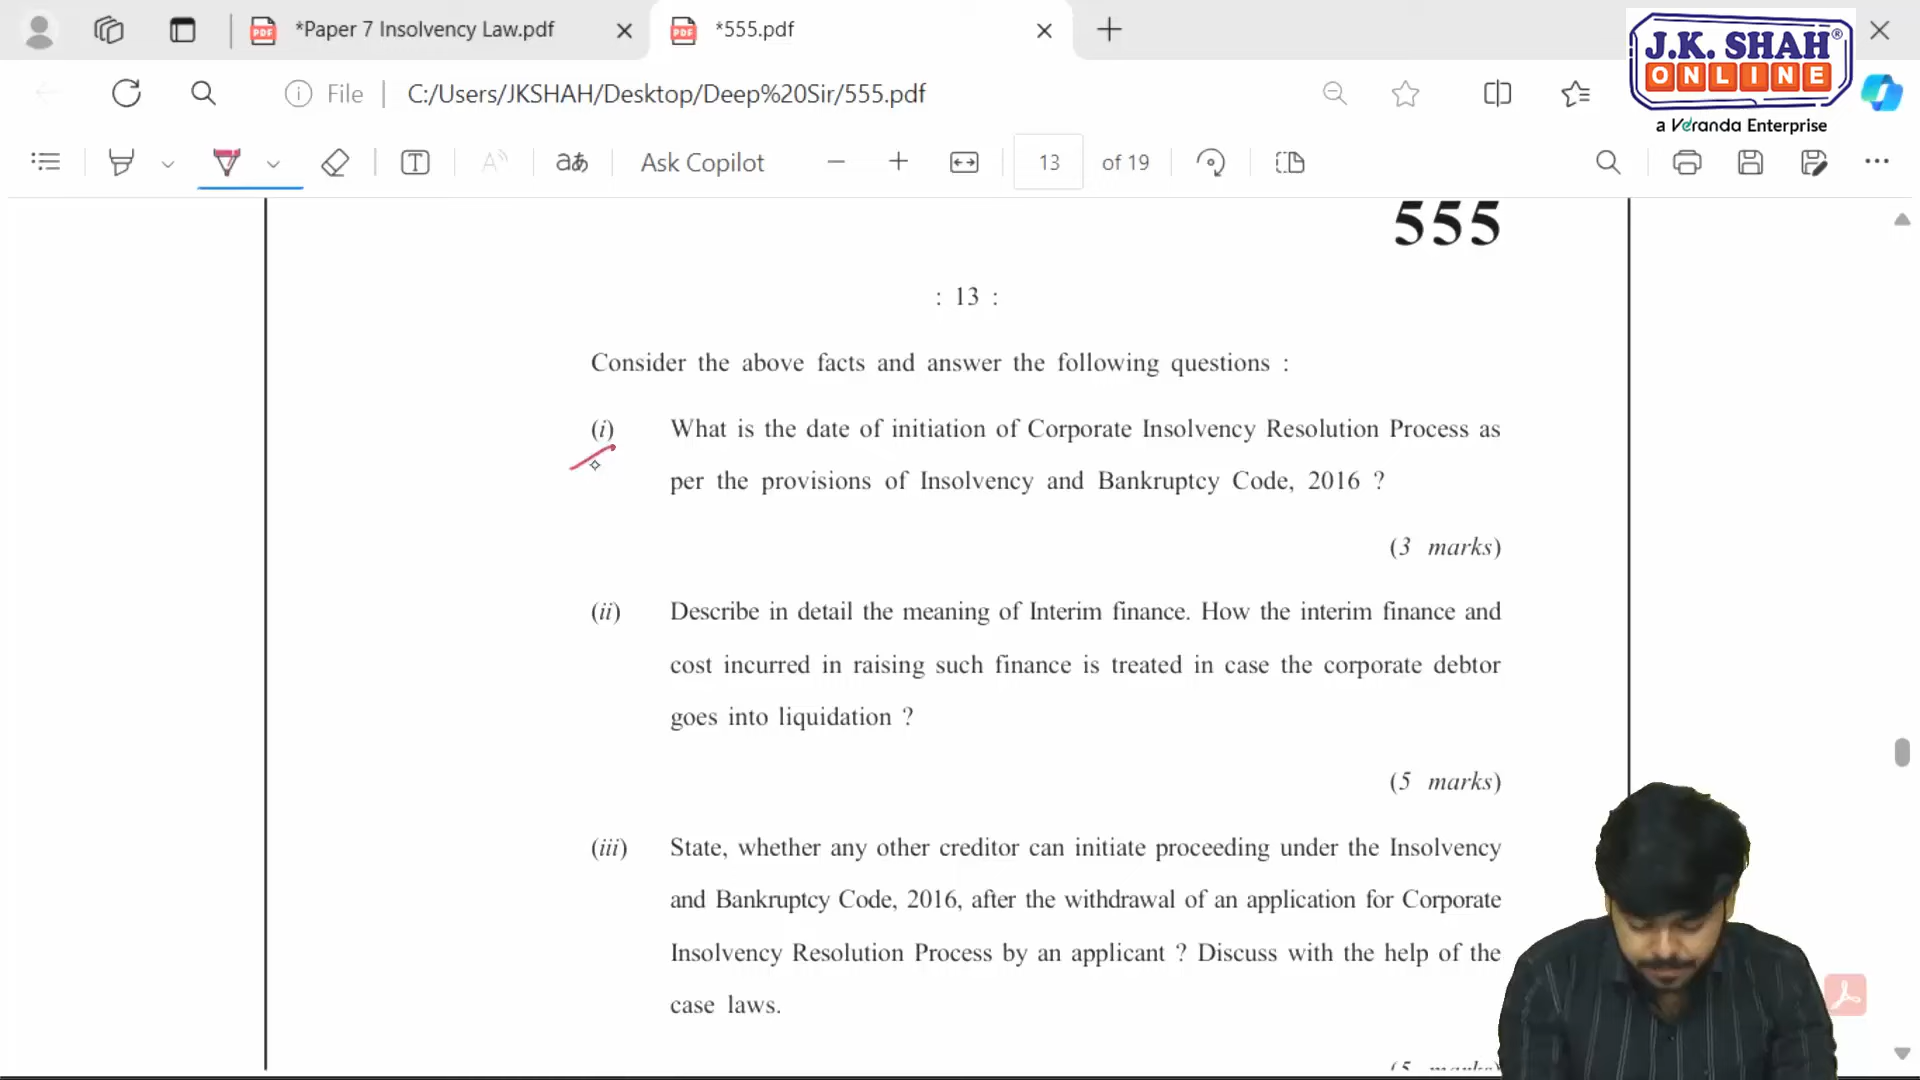 *Paper 7 Insolvency Law.pdf
*555.pdf
J.K. SHAH®
ONLINE
a Veranda Enterprise
File
C:/Users/JKSHAH/Desktop/Deep%20Sir/555.pdf
Ask Copilot
13 of 19
555
: 13 :
Consider the above facts and answer the following questions :
(i) What is the date of initiation of Corporate Insolvency Resolution Process as
per the provisions of Insolvency and Bankruptcy Code, 2016 ?
(3 marks)
(ii) Describe in detail the meaning of Interim finance. How the interim finance and
cost incurred in raising such finance is treated in case the corporate debtor
goes into liquidation ?
(5 marks)
(iii) State, whether any other creditor can initiate proceeding under the Insolvency
and Bankruptcy Code, 2016, after the withdrawal of an application for Corporate
Insolvency Resolution Process by an applicant ? Discuss with the help of the
case laws.
(5 marks)